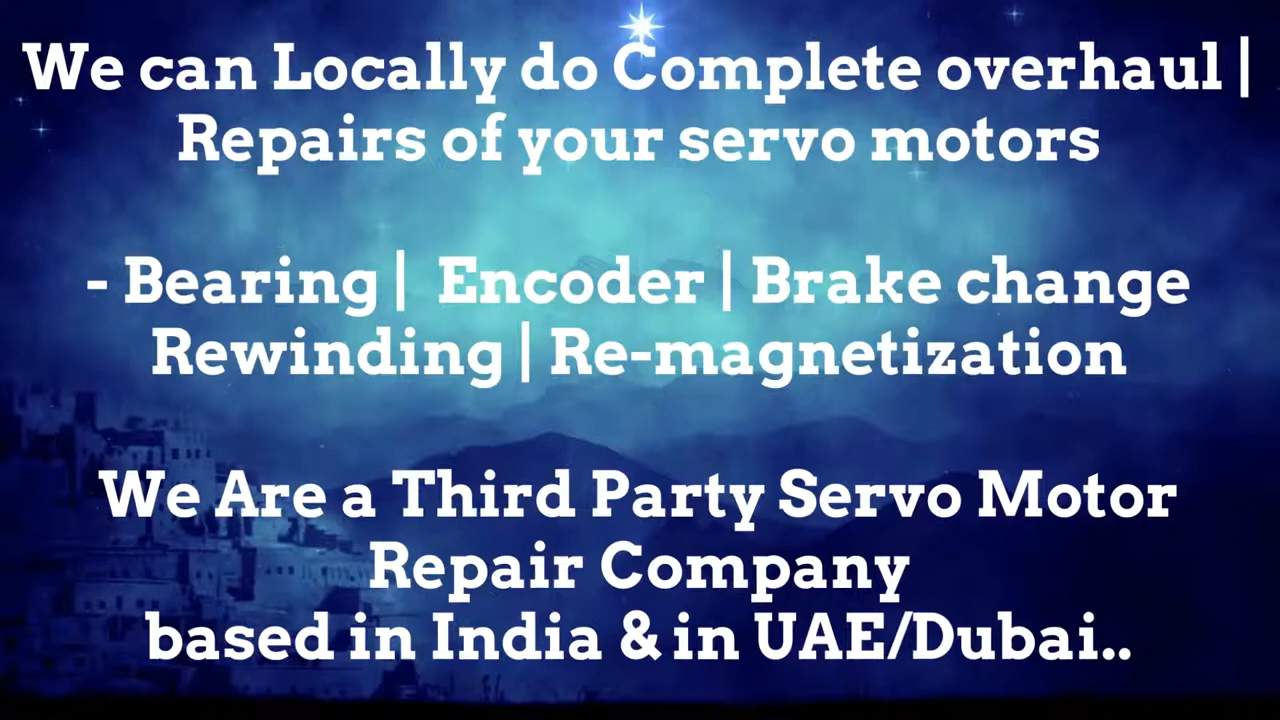 We can Locally do Complete overhaul |
Repairs of your servo motors
- Bearing | Encoder | Brake change
Rewinding | Re-magnetization
We Are a Third Party Servo Motor
Repair Company
based in India & in UAE/Dubai..